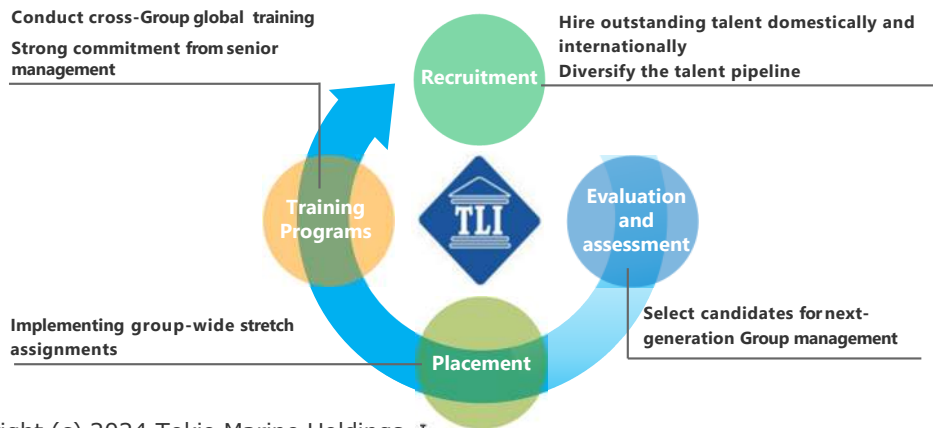 Conduct cross-Group global training
Strong commitment from senior
management
Hire outstanding talent domestically and
internationally
Diversify the talent pipeline
Recruitment
Training
Programs
TLI
Evaluation
and
assessment
Implementing group-wide stretch
assignments
Placement
Select candidates for next-
generation Group management